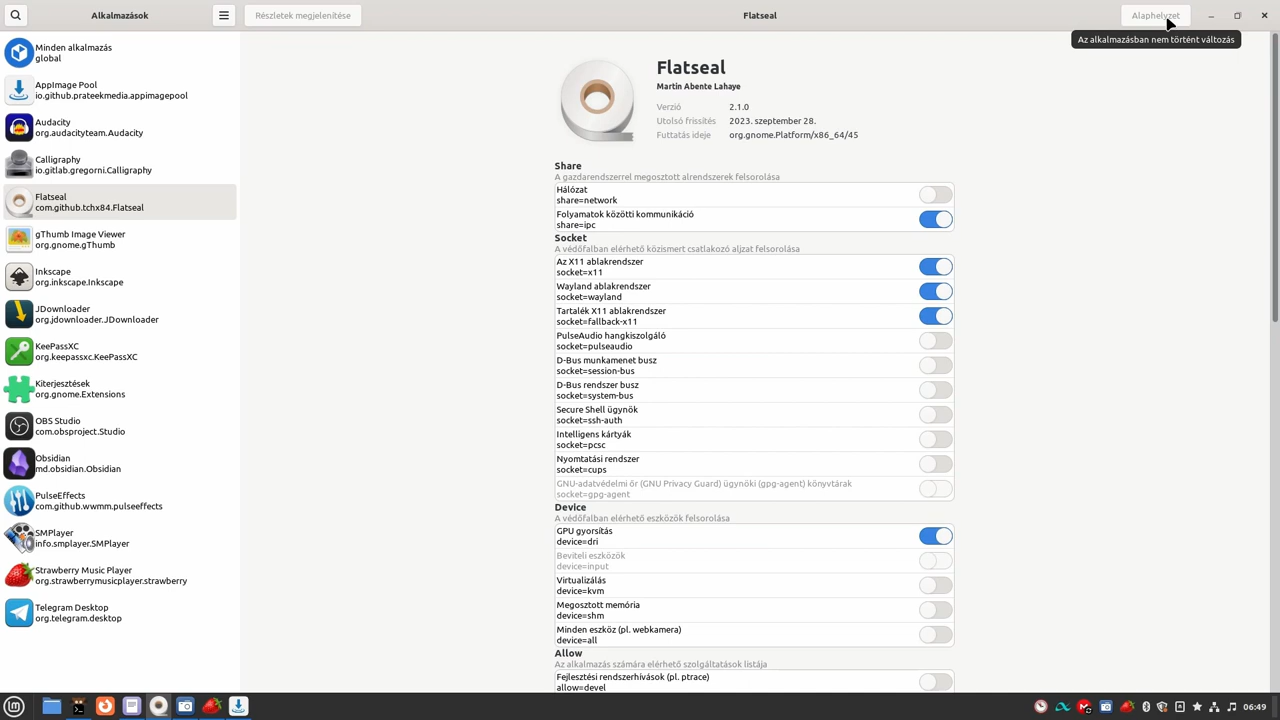 Alkalmazások
Részletek megjelenítése
Flatseal
Alaphelyzet
Az alkalmazásban nem történt változás
Minden alkalmazás
global
AppImage Pool
io.github.prateekmedia.appimagepool
Audacity
org.audacityteam.Audacity
Calligraphy
io.gitlab.gregorni.Calligraphy
Flatseal
com.github.tchx84.Flatseal
gThumb Image Viewer
org.gnome.gThumb
Inkscape
org.inkscape.Inkscape
JDownloader
org.jdownloader.JDownloader
KeePassXC
org.keepassxc.KeePassXC
Kiterjesztések
org.gnome.Extensions
OBS Studio
com.obsproject.Studio
Obsidian
md.obsidian.Obsidian
PulseEffects
com.github.wwmm.pulseeffects
SMPlayer
info.smplayer.SMPlayer
Strawberry Music Player
org.strawberrymusicplayer.strawberry
Telegram Desktop
org.telegram.desktop
Flatseal
Martin Abente Lahaye
Verzió 2.1.0
Utolsó frissítés 2023. szeptember 28.
Futtatás ideje org.gnome.Platform/x86_64/45
Share
A gazdarendszerrel megosztott alrendszerek felsorolása
Hálózat
share=network
Folyamatok közötti kommunikáció
share=ipc
Socket
A védőfalban elérhető közismert csatlakozó aljzat felsorolása
Az X11 ablakrendszer
socket=x11
Wayland ablakrendszer
socket=wayland
Tartalék X11 ablakrendszer
socket=fallback-x11
PulseAudio hangkiszolgáló
socket=pulseaudio
D-Bus munkamenet busz
socket=session-bus
D-Bus rendszer busz
socket=system-bus
Secure Shell ügynök
socket=ssh-auth
Intelligens kártyák
socket=pcsc
Nyomtatási rendszer
socket=cups
GNU-adatvédelmi őr (GNU Privacy Guard) ügynöki (gpg-agent) könyvtárak
socket=gpg-agent
Device
A védőfalban elérhető eszközök felsorolása
GPU gyorsítás
device=dri
Beviteli eszközök
device=input
Virtualizálás
device=kvm
Megosztott memória
device=shm
Minden eszköz (pl. webkamera)
device=all
Allow
Az alkalmazás számára elérhető szolgáltatások listája
Fejlesztési rendszerhívások (pl. ptrace)
allow=devel
06:49